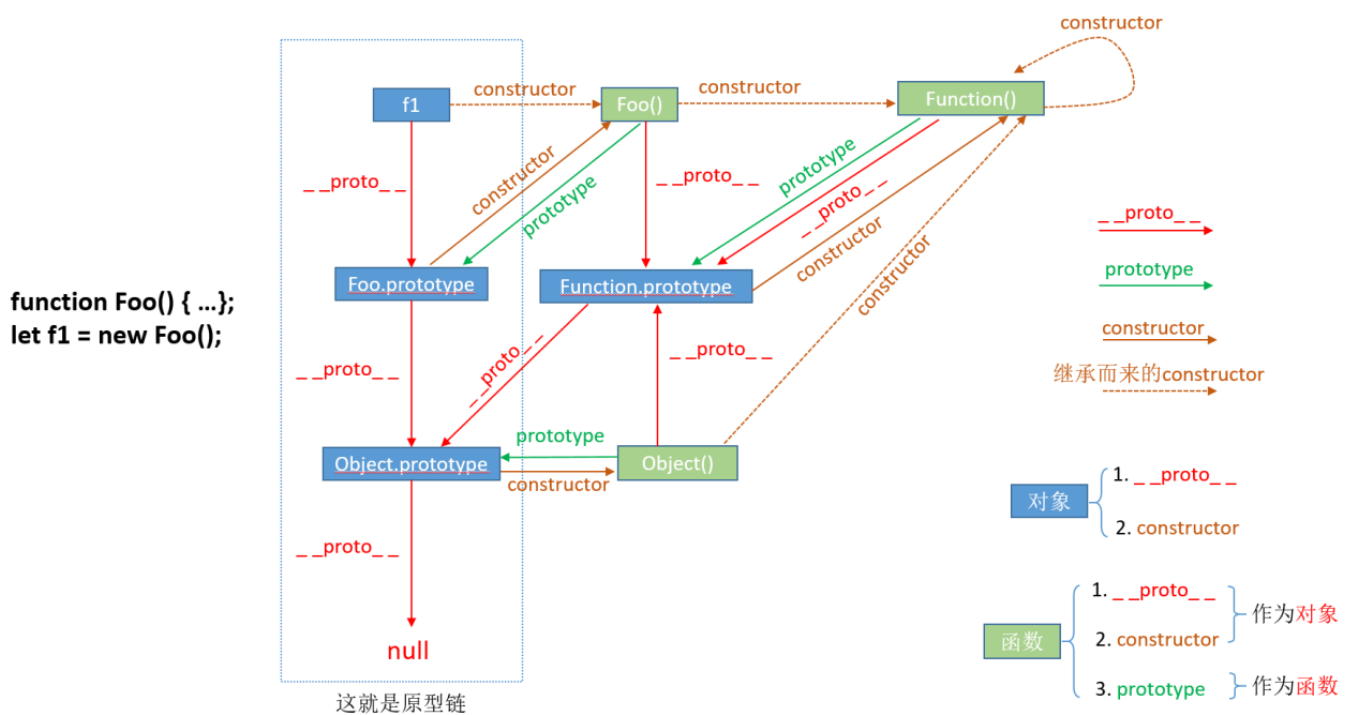 constructor
f1
constructor
Foo()
constructor
Function()
__proto__
constructor
prototype
__proto__
prototype
__proto__
constructor
constructor
__proto__
prototype
constructor
继承而来的constructor
Foo.prototype
Function.prototype
function Foo() { ...};
let f1 = new Foo();
__proto__
__proto__
__proto__
Object.prototype
prototype
constructor
Object()
__proto__
null
这就是原型链
对象
1. __proto__
2. constructor
函数
1. __proto__
2. constructor
作为对象
3. prototype
作为函数